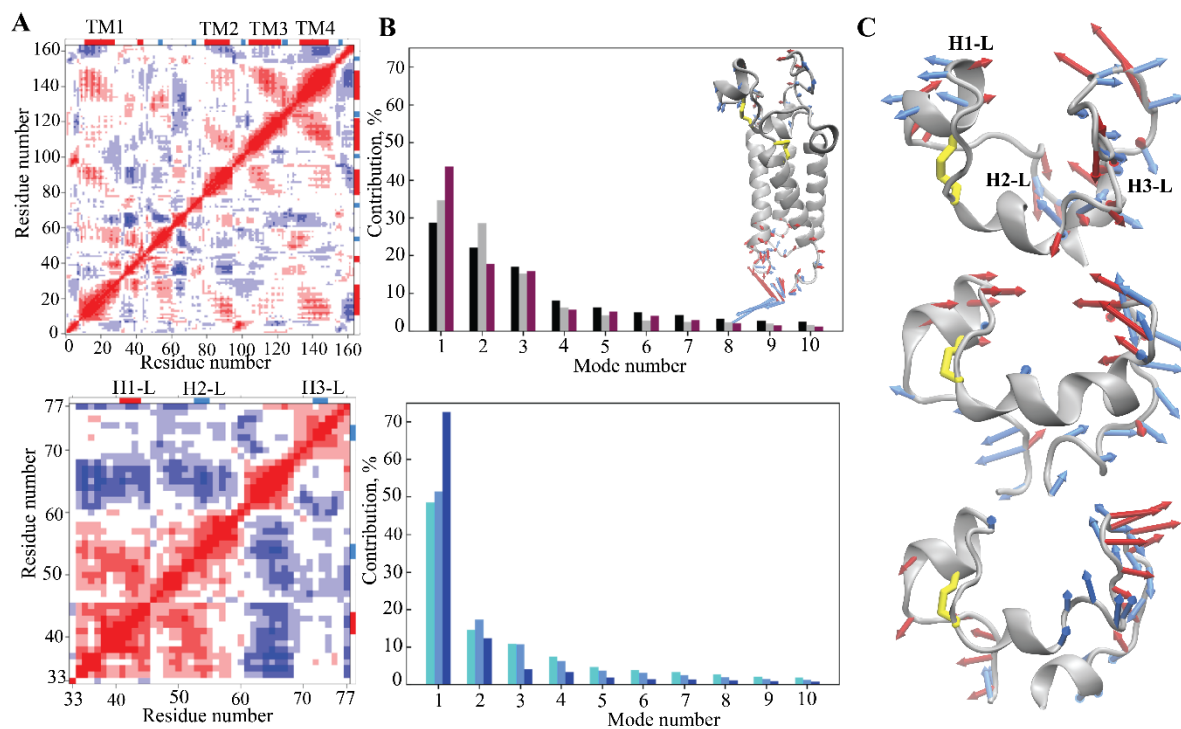 A
TM1 TM2 TM3 TM4
160
140
120
100
80
60
40
20
0
Residue number
0 20 40 60 80 100 120 140 160
Residue number
B
70
60
50
40
30
20
10
0
Contribution, %
1 2 3 4 5 6 7 8 9 10
Mode number
C
H1-L
H2-L
H3-L
H1-L H2-L H3-L
77
70
60
50
40
33
Residue number
33 40 50 60 70 77
Residue number
70
60
50
40
30
20
10
0
Contribution, %
1 2 3 4 5 6 7 8 9 10
Mode number